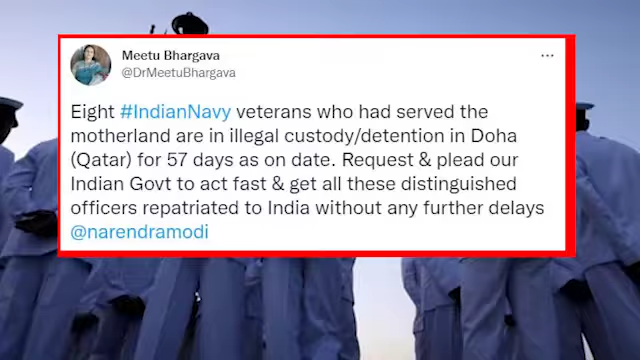 Meetu Bhargava
@DrMeetuBhargava
Eight #IndianNavy veterans who had served the
motherland are in illegal custody/detention in Doha
(Qatar) for 57 days as on date. Request & plead our
Indian Govt to act fast & get all these distinguished
officers repatriated to India without any further delays
@narendramodi